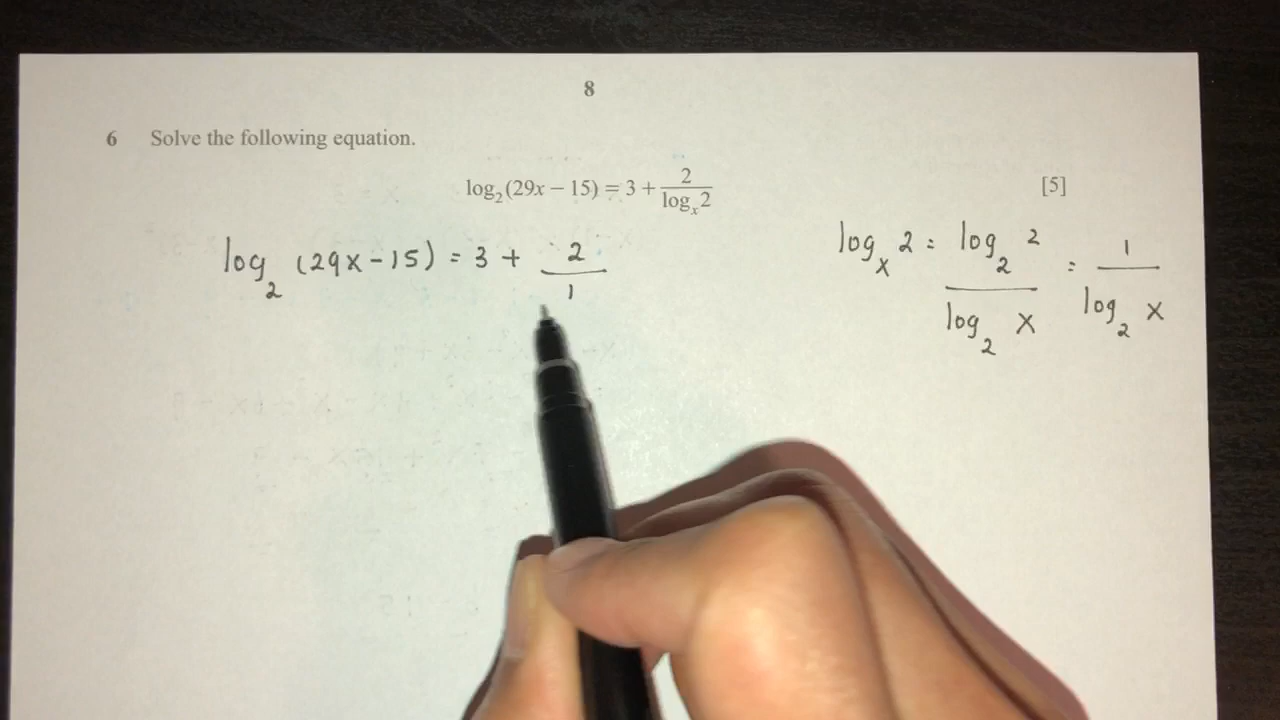 8
6 Solve the following equation.
log₂(29x − 15) = 3 + 2/logₓ2 [5]
log₂ (29x-15) = 3 + 2/1
logₓ 2 = log₂ 2/log₂ x = 1/log₂ x